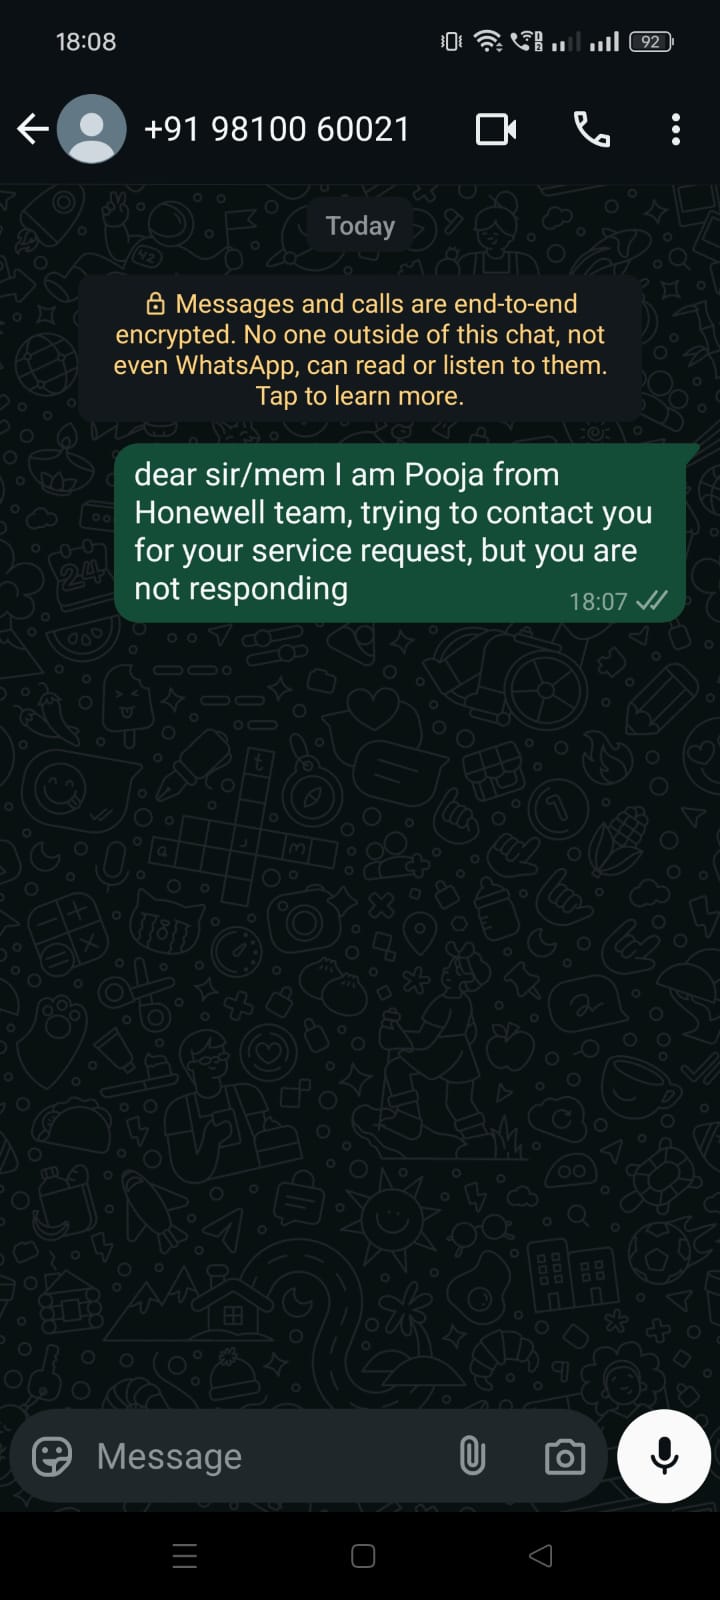 18:08
92
+91 98100 60021
Today
Messages and calls are end-to-end
encrypted. No one outside of this chat, not
even WhatsApp, can read or listen to them.
Tap to learn more.
dear sir/mem I am Pooja from
Honewell team, trying to contact you
for your service request, but you are
not responding
18:07
Message